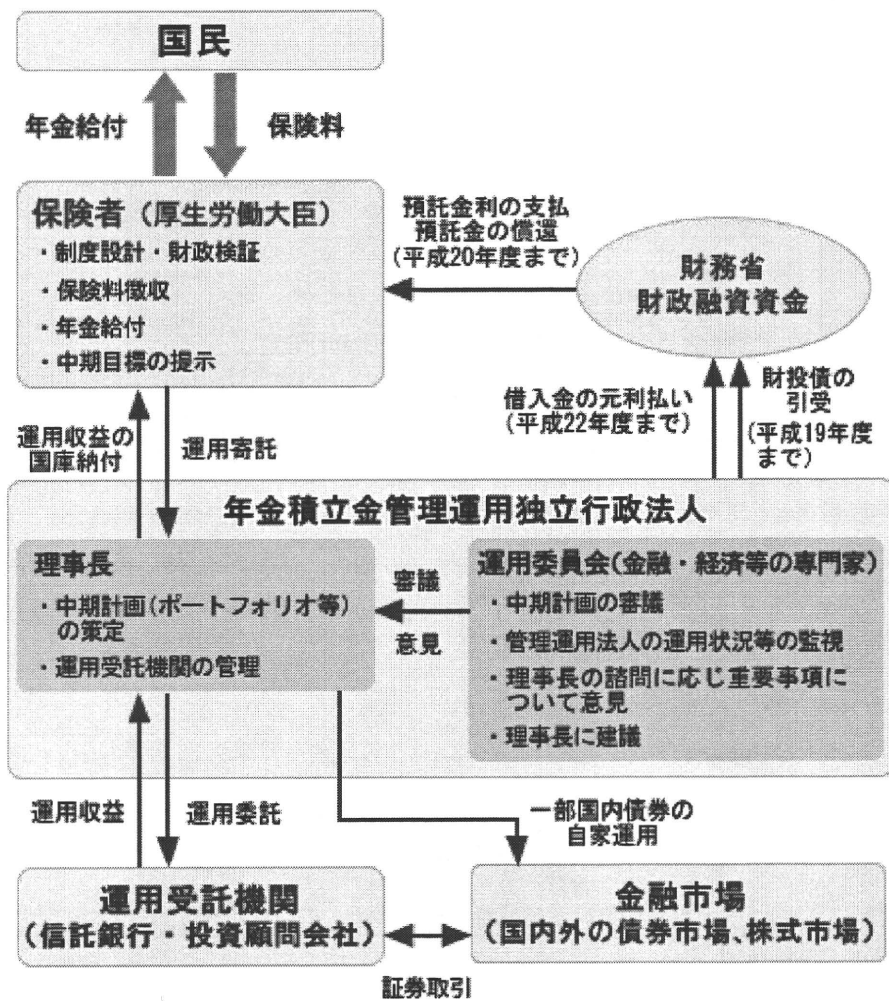 国民
年金給付
保険料
保険者（厚生労働大臣）
・制度設計・財政検証
・保険料徴収
・年金給付
・中期目標の提示
預託金利の支払
預託金の償還
(平成20年度まで)
財務省
財政融資資金
借入金の元利払い
(平成22年度まで)
財投債の
引受
(平成19年度
まで)
運用収益の
国庫納付
運用寄託
年金積立金管理運用独立行政法人
理事長
・中期計画(ポートフォリオ等)
の策定
・運用受託機関の管理
審議
意見
運用委員会(金融・経済等の専門家)
・中期計画の審議
・管理運用法人の運用状況等の監視
・理事長の諮問に応じ重要事項に
ついて意見
・理事長に建議
運用収益
運用委託
一部国内債券の
自家運用
運用受託機関
(信託銀行・投資顧問会社)
金融市場
(国内外の債券市場、株式市場)
証券取引